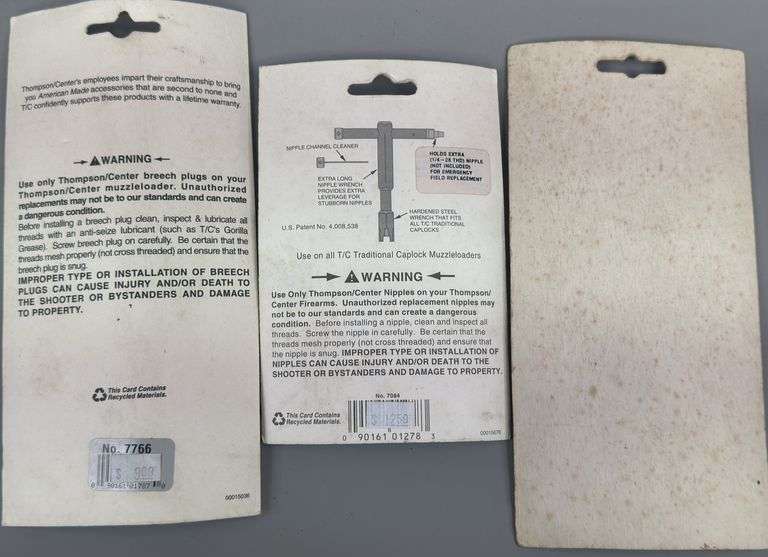 Thompson/Center's employees impart their craftsmanship to bring
you American Made accessories that are second to none and
T/C confidently supports these products with a lifetime warranty.
WARNING
Use only Thompson/Center breech plugs on your
Thompson/Center muzzleloader. Unauthorized
replacements may not be to our standards and can create
a dangerous condition.
Before installing a breech plug clean, inspect & lubricate all
threads with an anti-seize lubricant (such as T/C's Gorilla
Grease). Screw breech plug on carefully. Be certain that the
threads mesh properly (not cross threaded) and ensure that the
breech plug is snug.
IMPROPER TYPE OR INSTALLATION OF BREECH
PLUGS CAN CAUSE INJURY AND/OR DEATH TO
THE SHOOTER OR BYSTANDERS AND DAMAGE
TO PROPERTY.
This Card Contains
Recycled Materials.
No. 7766
$
00015036
NIPPLE CHANNEL CLEANER
EXTRA LONG
NIPPLE WRENCH
PROVIDES EXTRA
LEVERAGE FOR
STUBBORN NIPPLES
HOLDS EXTRA
(1/4 - 28 THD) NIPPLE
(NOT INCLUDED)
FOR EMERGENCY
FIELD REPLACEMENT
HARDENED STEEL
WRENCH THAT FITS
ALL T/C TRADITIONAL
CAPLOCKS
U.S. Patent No. 4,008,538
Use on all T/C Traditional Caplock Muzzleloaders
WARNING
Use Only Thompson/Center Nipples on your Thompson/
Center Firearms. Unauthorized replacement nipples may
not be to our standards and can create a dangerous
condition. Before installing a nipple, clean and inspect all
threads. Screw the nipple in carefully. Be certain that the
threads mesh properly (not cross threaded) and ensure that
the nipple is snug. IMPROPER TYPE OR INSTALLATION OF
NIPPLES CAN CAUSE INJURY AND/OR DEATH TO THE
SHOOTER OR BYSTANDERS AND DAMAGE TO PROPERTY.
This Card Contains
Recycled Materials.
No. 7084
$ 1250
0 90161 01278 3